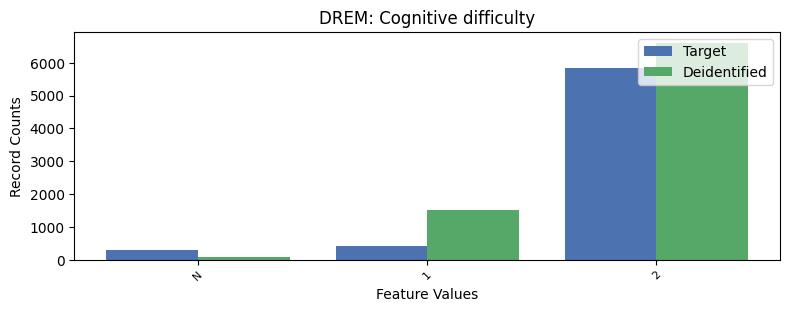 DREM: Cognitive difficulty
Target
Deidentified
Record Counts
6000
5000
4000
3000
2000
1000
0
N
1
2
Feature Values